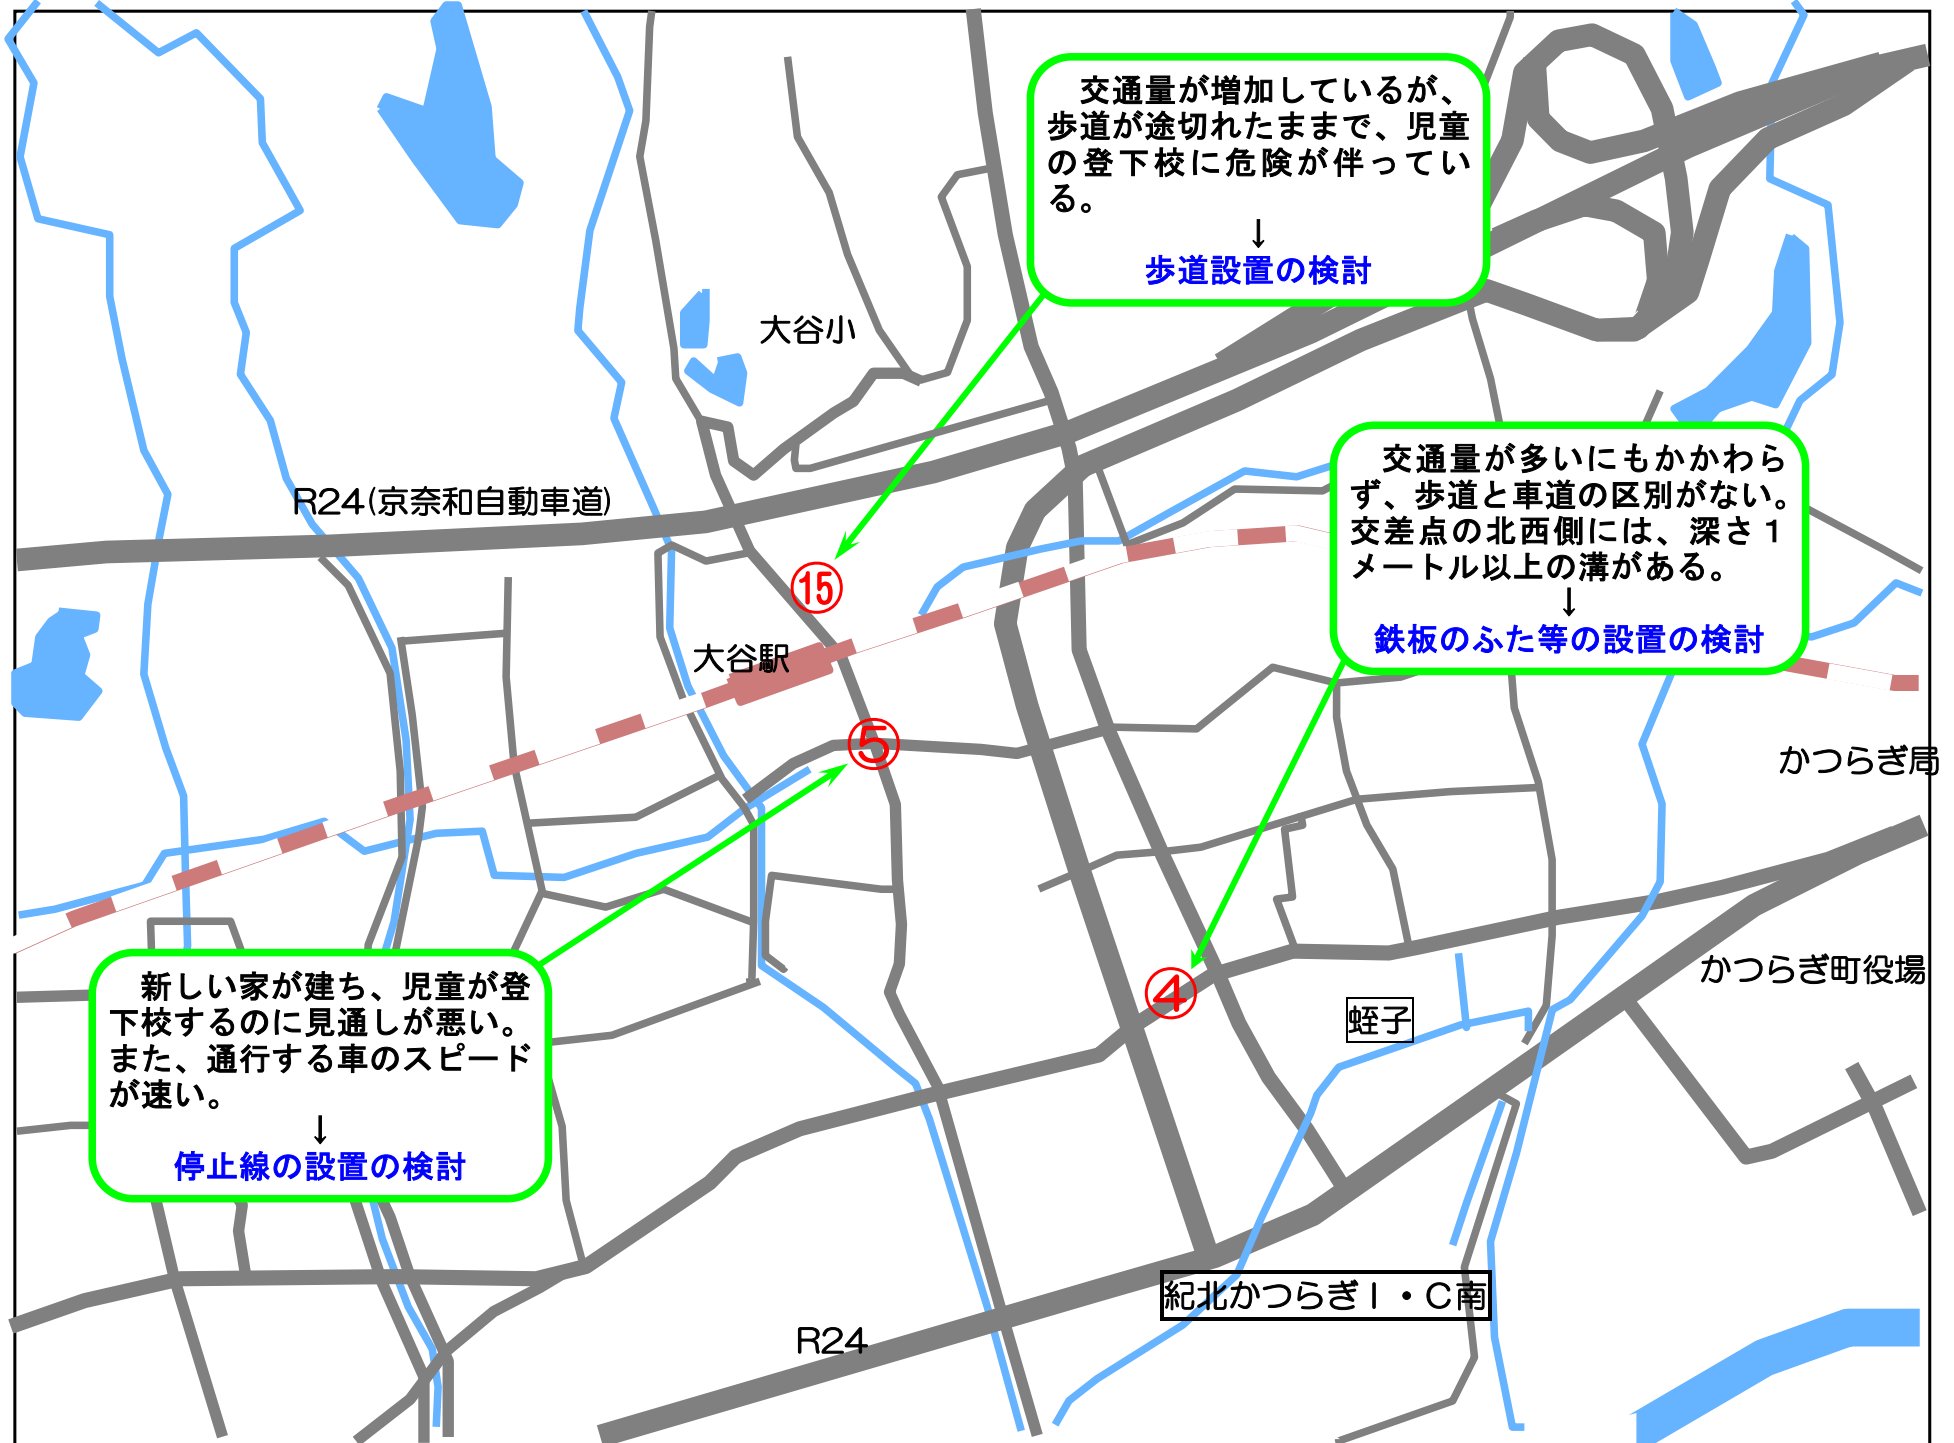 交通量が増加しているが、
歩道が途切れたままで、児童
の登下校に危険が伴ってい
る。
↓
歩道設置の検討
大谷小
R24(京奈和自動車道)
　交通量が多いにもかかわら
ず、歩道と車道の区別がない。
交差点の北西側には、深さ１
メートル以上の溝がある。
↓
鉄板のふた等の設置の検討
⑮
大谷駅
⑤
かつらぎ局
かつらぎ町役場
④
蛭子
　新しい家が建ち、児童が登
下校するのに見通しが悪い。
また、通行する車のスピード
が速い。
↓
停止線の設置の検討
紀北かつらぎＩ・Ｃ南
R24